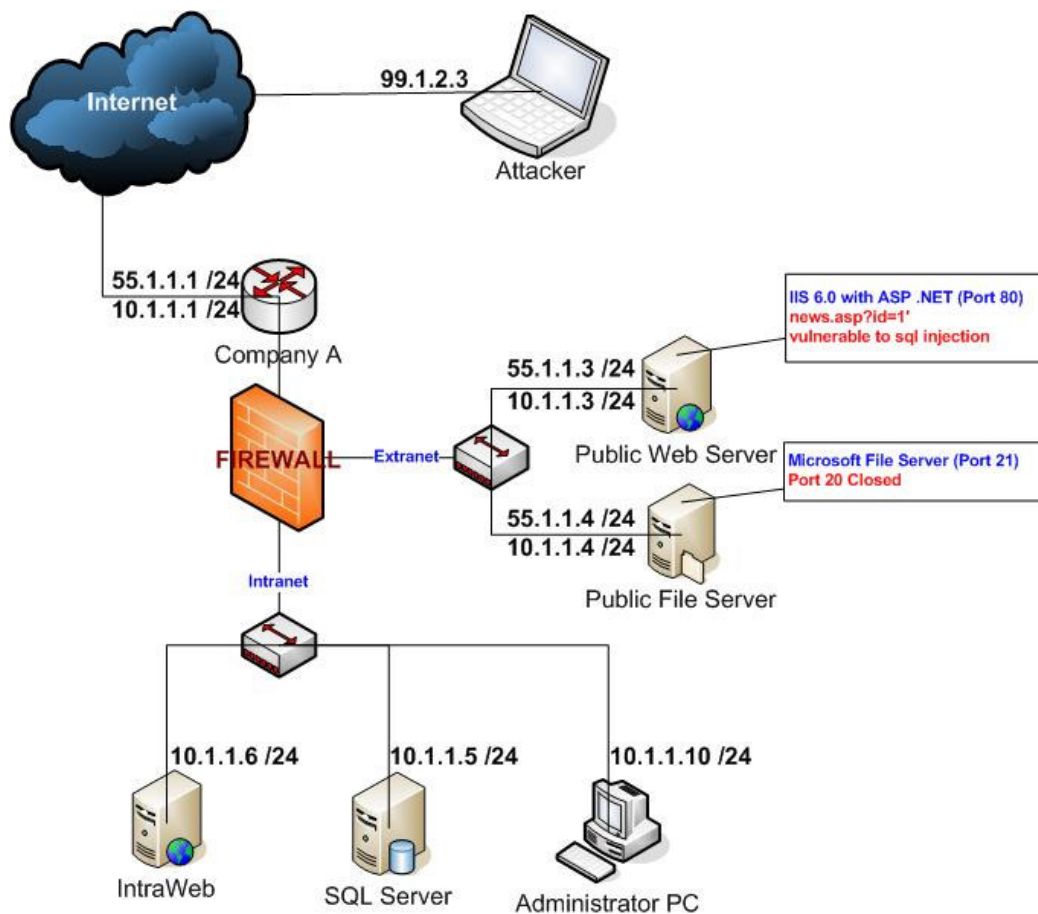 Internet
99.1.2.3
Attacker
55.1.1.1 /24
10.1.1.1 /24
Company A
IIS 6.0 with ASP .NET (Port 80)
news.asp?id=1'
vulnerable to sql injection
55.1.1.3 /24
10.1.1.3 /24
Public Web Server
FIREWALL
Extranet
Microsoft File Server (Port 21)
Port 20 Closed
55.1.1.4 /24
10.1.1.4 /24
Public File Server
Intranet
10.1.1.6 /24
10.1.1.5 /24
10.1.1.10 /24
IntraWeb
SQL Server
Administrator PC